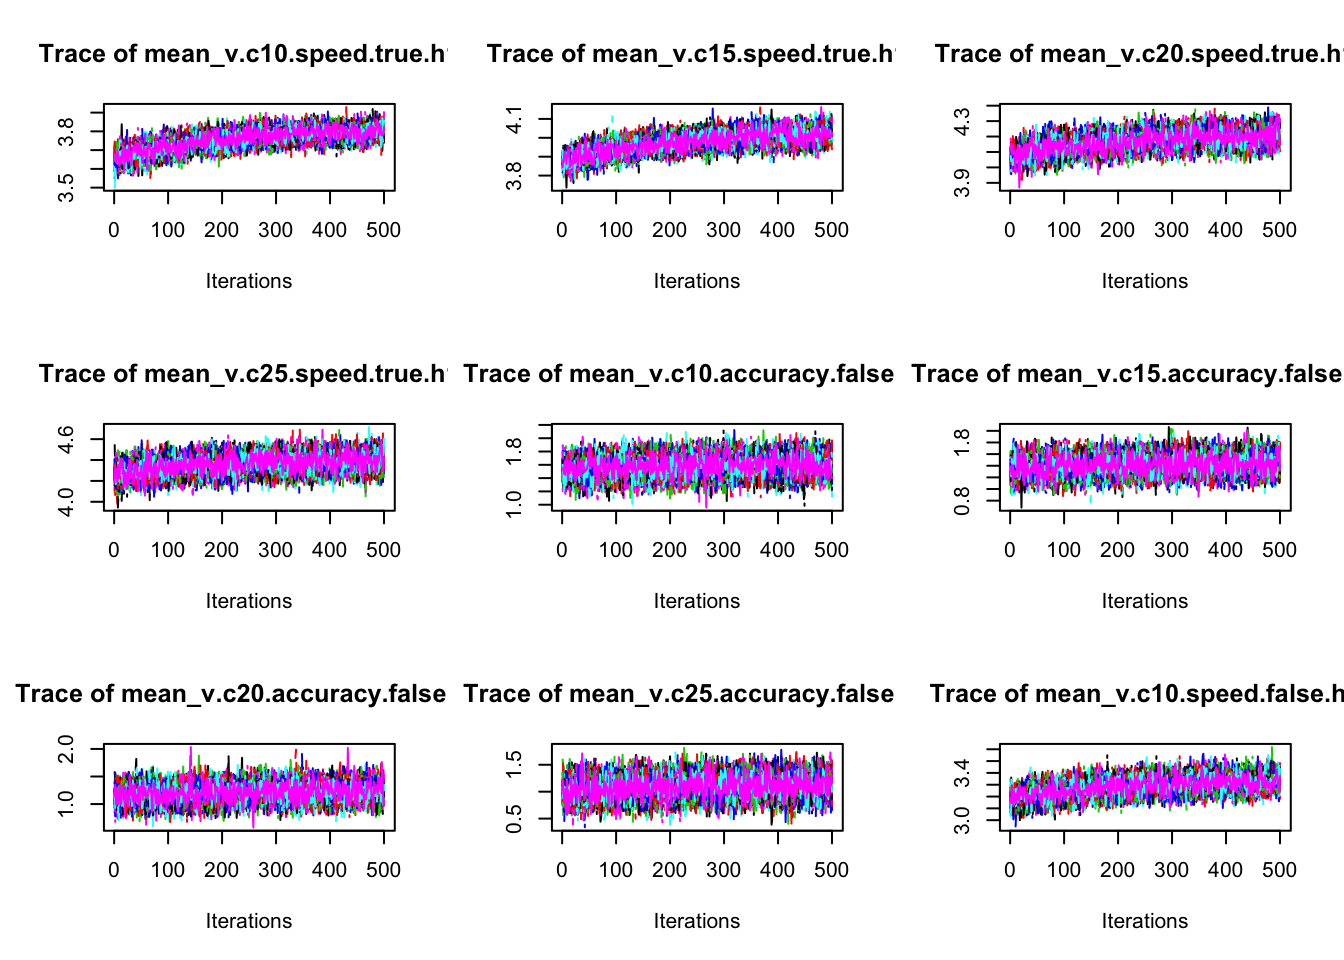 Trace of mean_v.c10.speed.true.h
3.8
3.5
0 100 200 300 400 500
Iterations
Trace of mean_v.c15.speed.true.h
4.1
3.8
0 100 200 300 400 500
Iterations
Trace of mean_v.c20.speed.true.h
4.3
3.9
0 100 200 300 400 500
Iterations
Trace of mean_v.c25.speed.true.h
4.6
4.0
0 100 200 300 400 500
Iterations
Trace of mean_v.c10.accuracy.false
1.8
1.0
0 100 200 300 400 500
Iterations
Trace of mean_v.c15.accuracy.false
1.8
0.8
0 100 200 300 400 500
Iterations
Trace of mean_v.c20.accuracy.false
2.0
1.0
0 100 200 300 400 500
Iterations
Trace of mean_v.c25.accuracy.false
1.5
0.5
0 100 200 300 400 500
Iterations
Trace of mean_v.c10.speed.false.h
3.4
3.0
0 100 200 300 400 500
Iterations